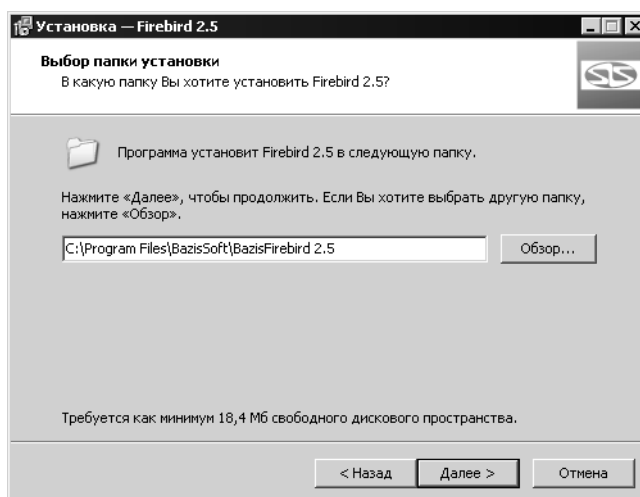 Установка — Firebird 2.5
Выбор папки установки
В какую папку Вы хотите установить Firebird 2.5?
Программа установит Firebird 2.5 в следующую папку.
Нажмите «Далее», чтобы продолжить. Если Вы хотите выбрать другую папку,
нажмите «Обзор».
C:\Program Files\BazisSoft\BazisFirebird 2.5
Обзор...
Требуется как минимум 18,4 Мб свободного дискового пространства.
< Назад
Далее >
Отмена